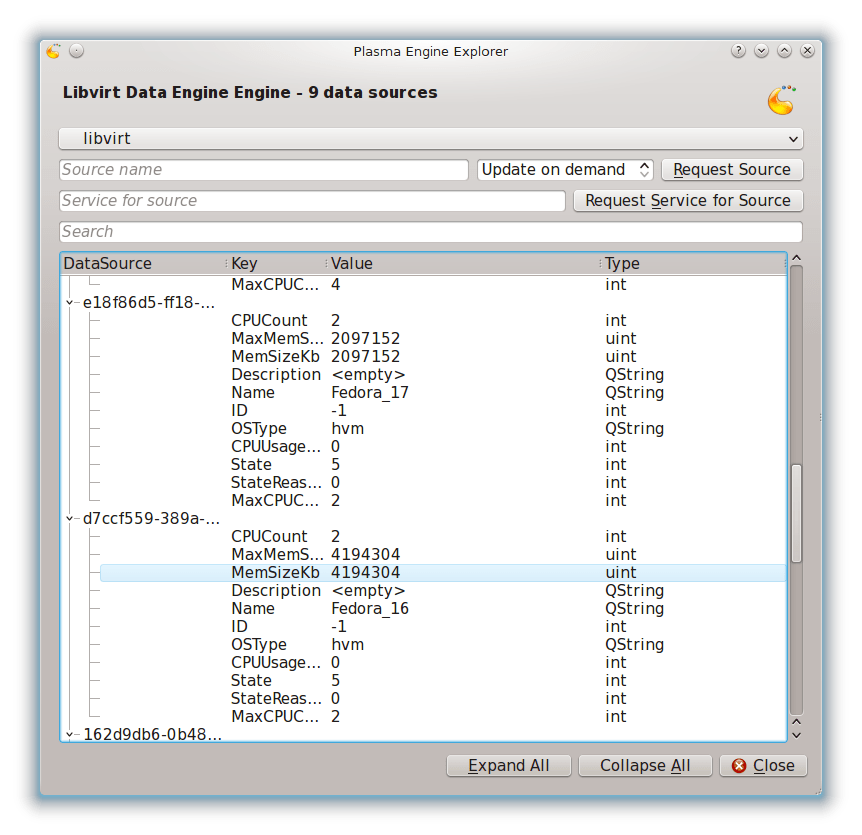 Plasma Engine Explorer
Libvirt Data Engine Engine - 9 data sources
libvirt
Source name Update on demand Request Source
Service for source Request Service for Source
Search
DataSource Key Value Type
MaxCPUC... 4 int
e18f86d5-ff18-...
CPUCount 2 int
MaxMemS... 2097152 uint
MemSizeKb 2097152 uint
Description <empty> QString
Name Fedora_17 QString
ID -1 int
OSType hvm QString
CPUUsage... 0 int
State 5 int
StateReas... 0 int
MaxCPUC... 2 int
d7ccf559-389a-...
CPUCount 2 int
MaxMemS... 4194304 uint
MemSizeKb 4194304 uint
Description <empty> QString
Name Fedora_16 QString
ID -1 int
OSType hvm QString
CPUUsage... 0 int
State 5 int
StateReas... 0 int
MaxCPUC... 2 int
162d9db6-0b48...
Expand All Collapse All Close